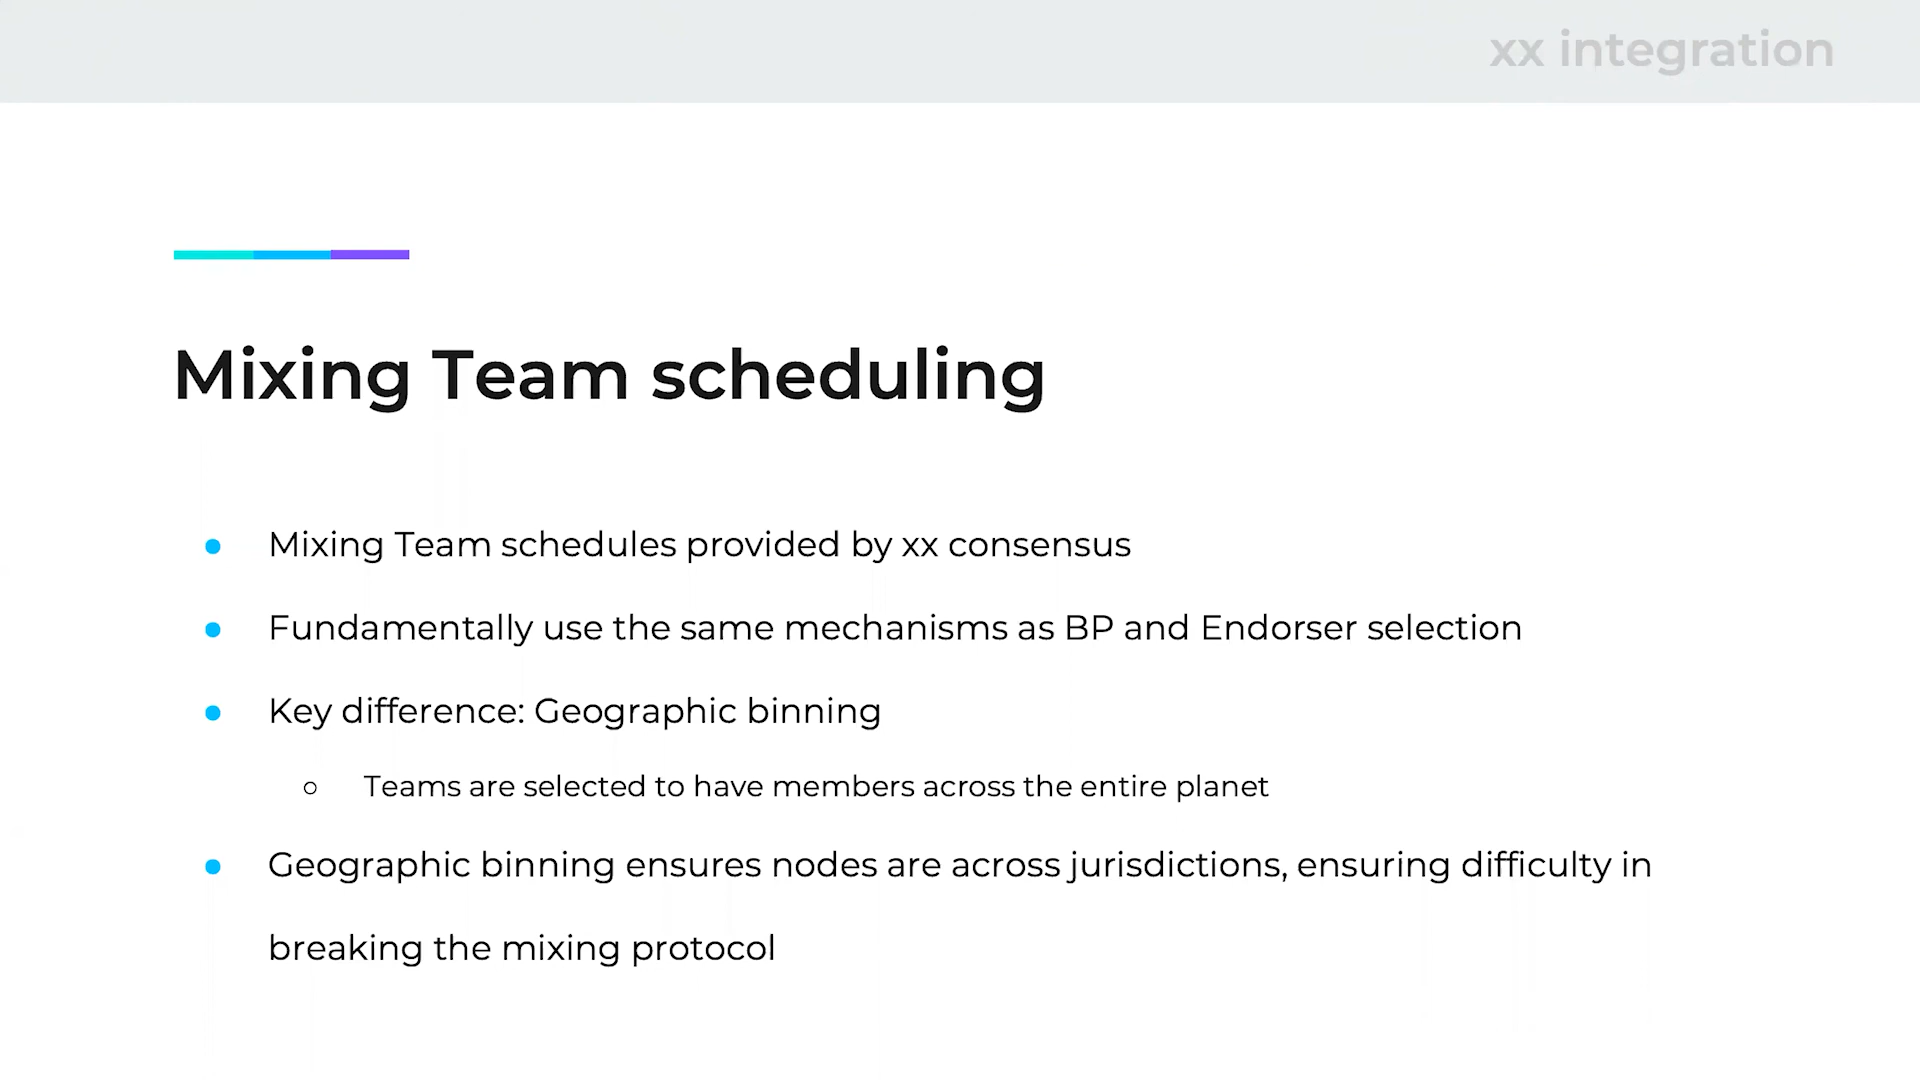 xx integration
Mixing Team scheduling
● Mixing Team schedules provided by xx consensus
● Fundamentally use the same mechanisms as BP and Endorser selection
● Key difference: Geographic binning
○ Teams are selected to have members across the entire planet
● Geographic binning ensures nodes are across jurisdictions, ensuring difficulty in
breaking the mixing protocol